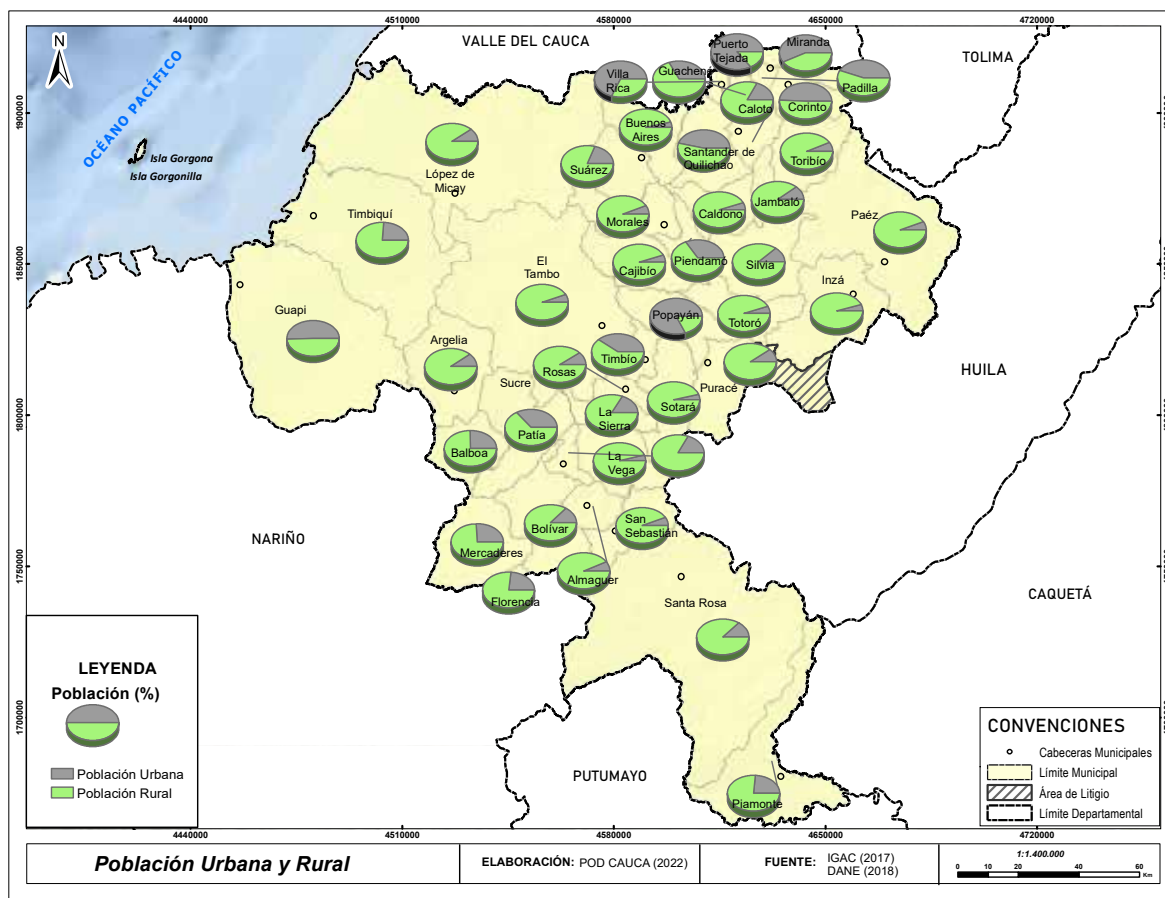 4440000
4510000
4580000
4650000
4720000
N
VALLE DEL CAUCA
TOLIMA
OCÉANO PACÍFICO
Isla Gorgona
Isla Gorgonilla
Puerto
Tejada
Miranda
Villa
Rica
Guachené
Padilla
Caloto
Corinto
Buenos
Aires
Santander de
Quilichao
Toribío
López de
Micay
Suárez
Jambaló
Timbiquí
Morales
Caldono
Paéz
El
Tambo
Cajibío
Piendamó
Silvia
Inzá
Guapi
Popayán
Totoró
Argelia
Timbío
Rosas
HUILA
Sucre
Puracé
Sotará
La
Sierra
Patía
Balboa
La
Vega
NARIÑO
Bolívar
San
Sebastián
Mercaderes
Almaguer
Florencia
Santa Rosa
CAQUETÁ
PUTUMAYO
Piamonte
1900000
1850000
1800000
1750000
1700000
LEYENDA
Población (%)
Población Urbana
Población Rural
CONVENCIONES
Cabeceras Municipales
Límite Municipal
Área de Litigio
Límite Departamental
4440000
4510000
4580000
4650000
4720000
Población Urbana y Rural
ELABORACIÓN: POD CAUCA (2022)
FUENTE: IGAC (2017)
DANE (2018)
1:1.400.000
0 20 40 60
Km